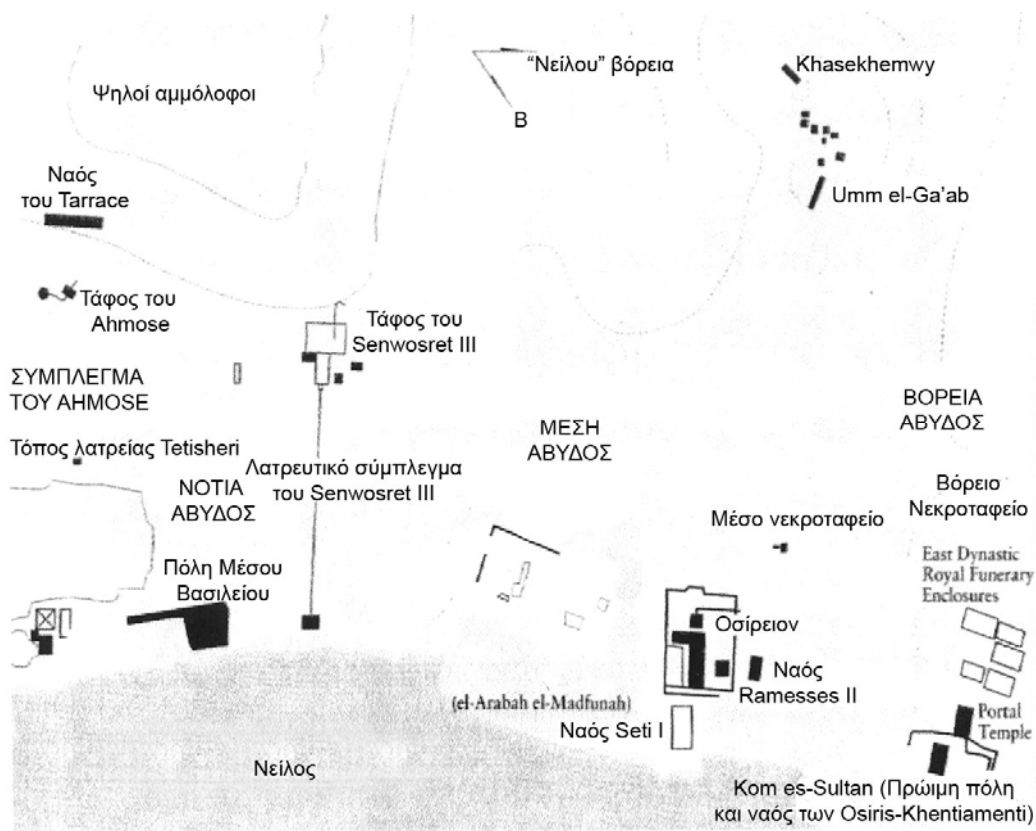 Ψηλοί αμμόλοφοι
“Νείλου” βόρεια
B
Khasekhemwy
Umm el-Ga’ab
Ναός
του Tarrace
Τάφος του
Ahmose
Τάφος του
Senwosret III
ΣΥΜΠΛΕΓΜΑ
ΤΟΥ AHMOSE
ΒΟΡΕΙΑ
ΑΒΥΔΟΣ
ΜΕΣΗ
ΑΒΥΔΟΣ
Τόπος λατρείας Tetisheri
Λατρευτικό σύμπλεγμα
του Senwosret III
ΝΟΤΙΑ
ΑΒΥΔΟΣ
Βόρειο
Νεκροταφείο
Μέσο νεκροταφείο
East Dynastic
Royal Funerary
Enclosures
Πόλη Μέσου
Βασιλείου
Οσίρειον
Ναός
Ramesses II
(el-Arabah el-Madfunah)
Ναός Seti I
Portal
Temple
Νείλος
Kom es-Sultan (Πρώιμη πόλη
και ναός των Osiris-Khentiamenti)